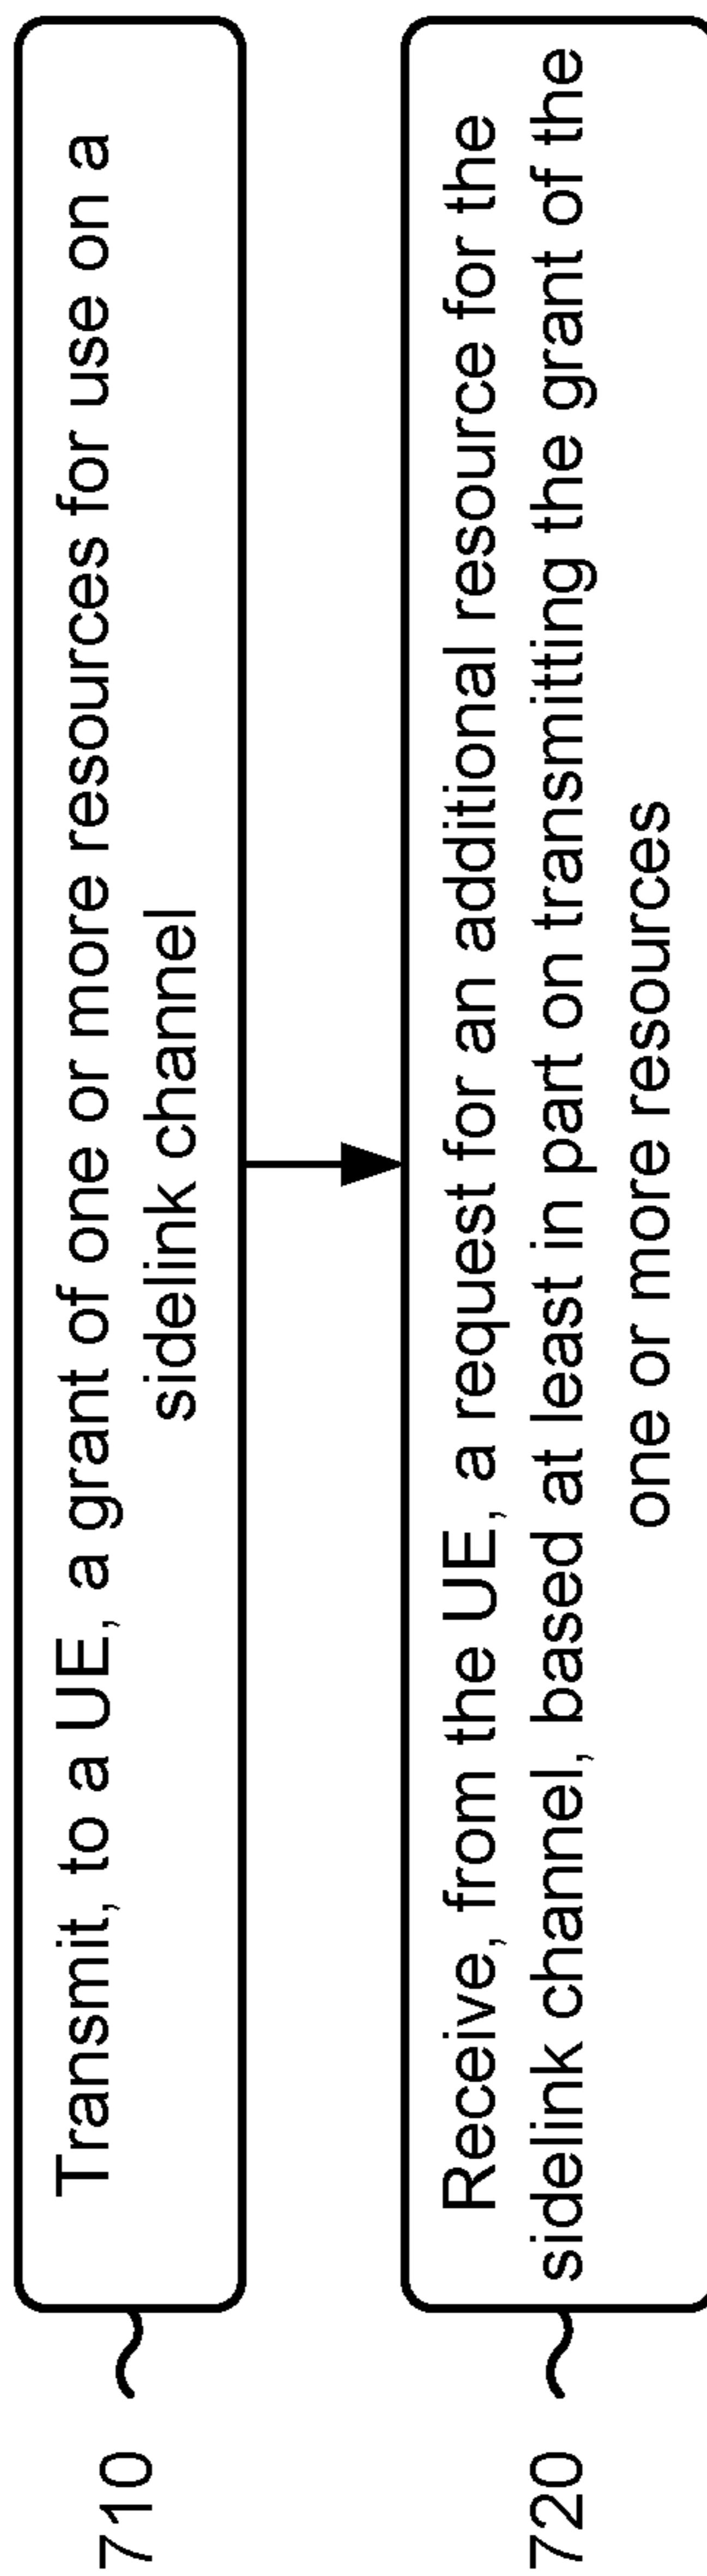 710
Transmit, to a UE, a grant of one or more resources for use on a
sidelink channel
720
Receive, from the UE, a request for an additional resource for the
sidelink channel, based at least in part on transmitting the grant of the
one or more resources